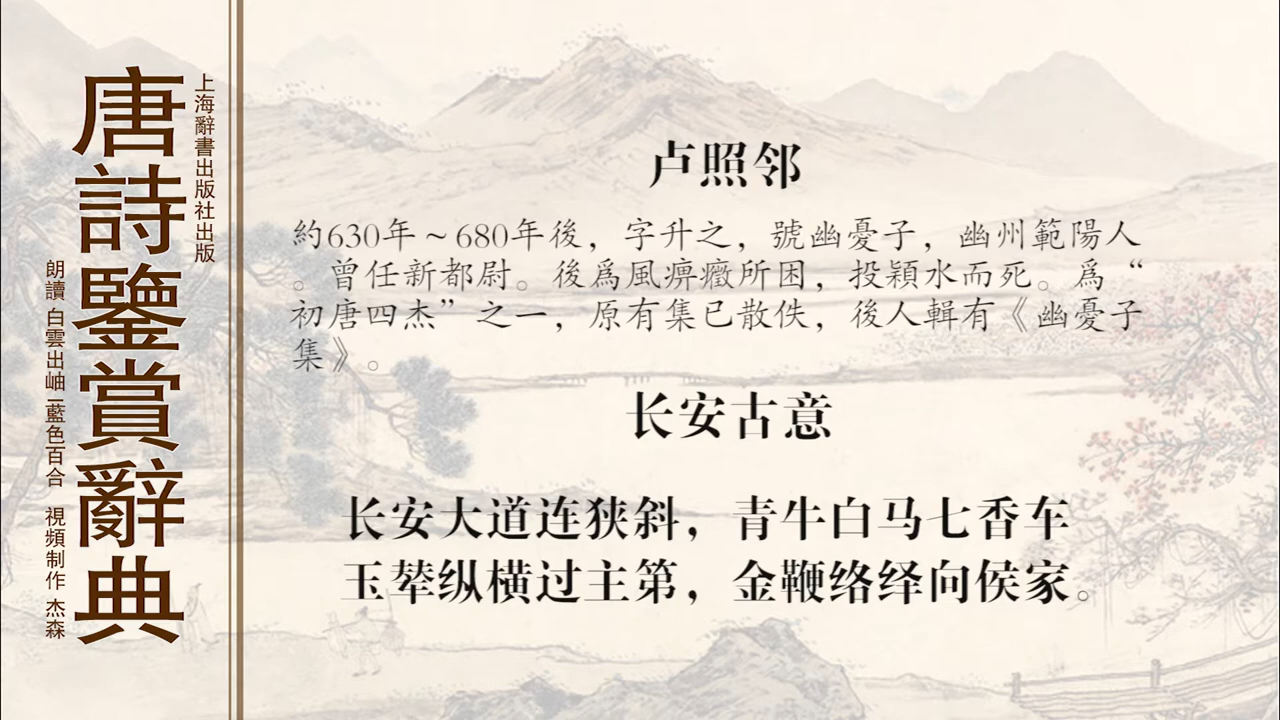 唐詩鑒賞辭典
上海辭書出版社出版
朗讀 白雲出岫_藍色百合 視頻制作 杰森
卢照邻
約630年～680年後，字升之，號幽憂子，幽州範陽人
。曾任新都尉。後爲風痹癥所困，投穎水而死。爲“
初唐四杰”之一，原有集已散佚，後人輯有《幽憂子
集》。
长安古意
长安大道连狭斜，青牛白马七香车
玉辇纵横过主第，金鞭络绎向侯家。